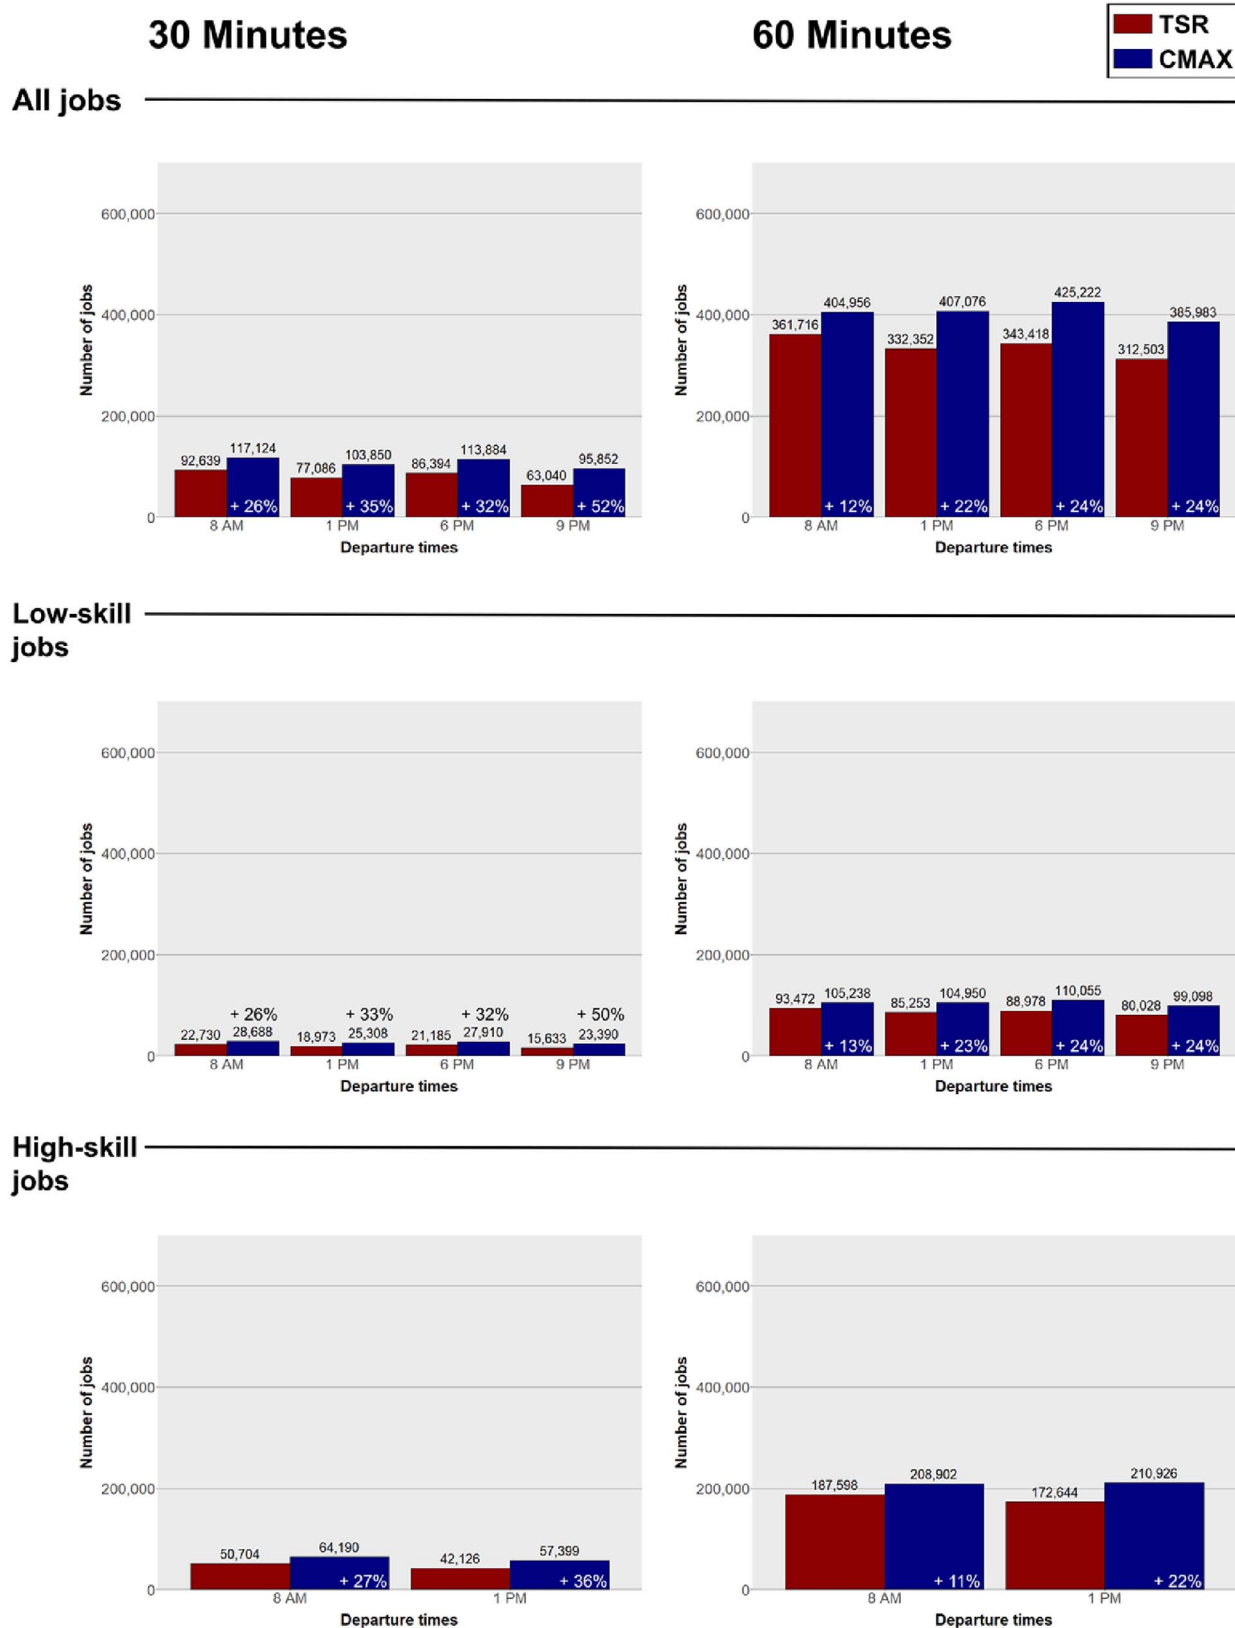 30 Minutes
60 Minutes
TSR
CMAX
All jobs
Number of jobs
600,000
400,000
200,000
0
92,639
117,124
77,086
103,850
86,394
113,884
63,040
95,852
+ 26%
+ 35%
+ 32%
+ 52%
8 AM
1 PM
6 PM
9 PM
Departure times
Number of jobs
600,000
400,000
200,000
0
361,716
404,956
332,352
407,076
343,418
425,222
312,503
385,983
+ 12%
+ 22%
+ 24%
+ 24%
8 AM
1 PM
6 PM
9 PM
Departure times
Low-skill
jobs
Number of jobs
600,000
400,000
200,000
0
+ 26%
+ 33%
+ 32%
+ 50%
22,730
28,688
18,973
25,308
21,185
27,910
15,633
23,390
8 AM
1 PM
6 PM
9 PM
Departure times
Number of jobs
600,000
400,000
200,000
0
93,472
105,238
85,253
104,950
88,978
110,055
80,028
99,098
+ 13%
+ 23%
+ 24%
+ 24%
8 AM
1 PM
6 PM
9 PM
Departure times
High-skill
jobs
Number of jobs
600,000
400,000
200,000
0
50,704
64,190
42,126
57,399
+ 27%
+ 36%
8 AM
1 PM
Departure times
Number of jobs
600,000
400,000
200,000
0
187,598
208,902
172,644
210,926
+ 11%
+ 22%
8 AM
1 PM
Departure times